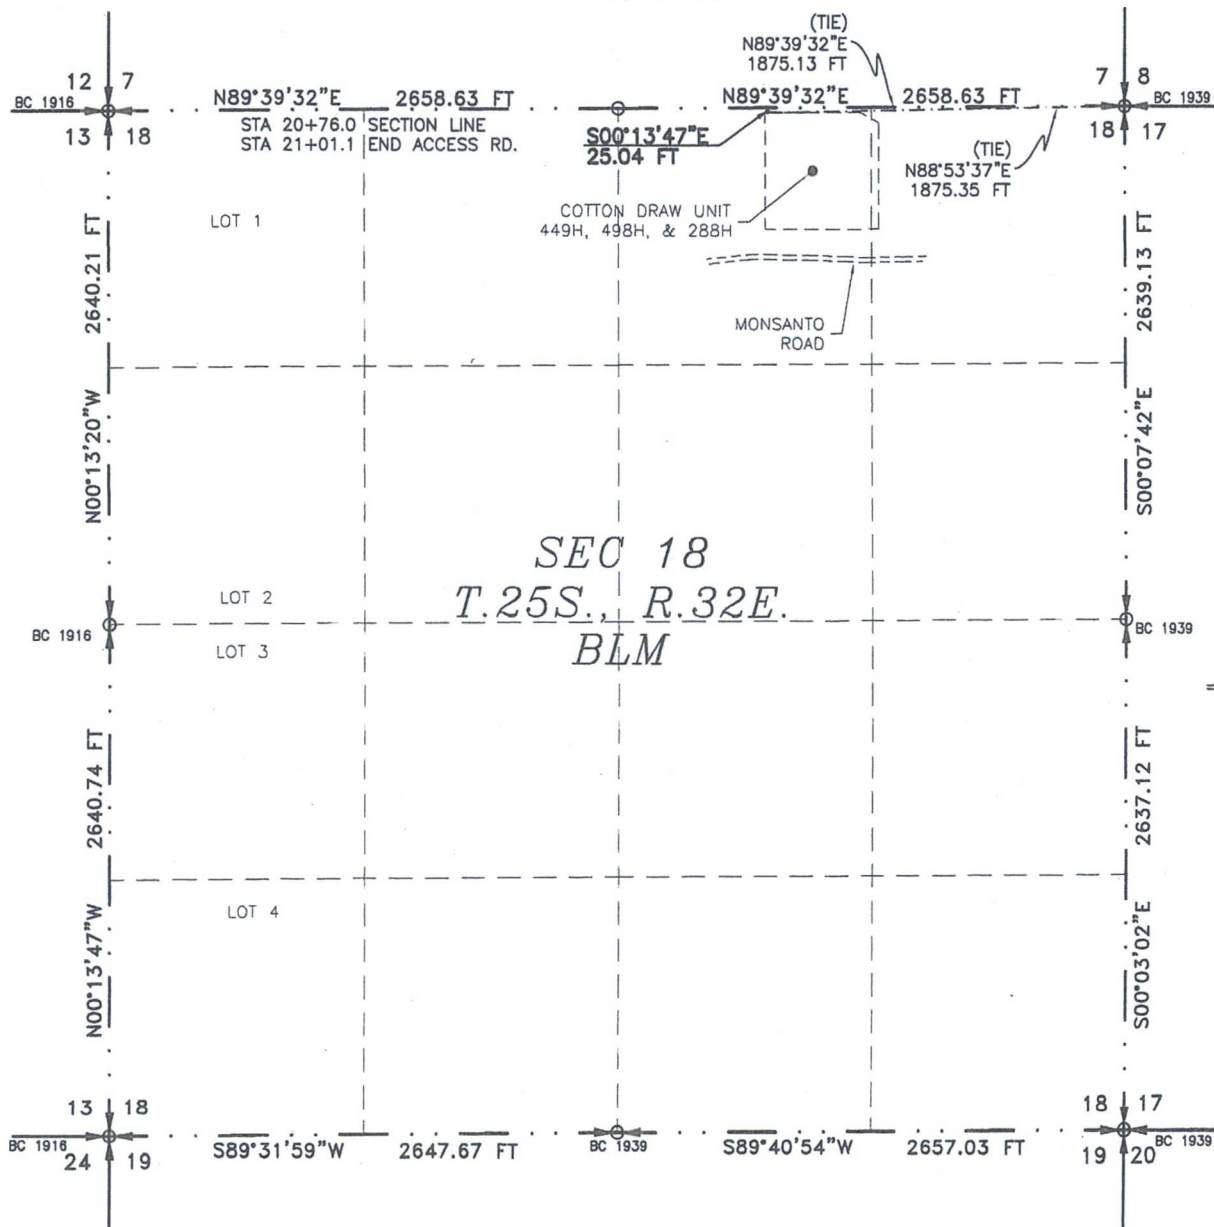 (TIE)
N89°39'32"E
1875.13 FT
12 7
7 8
BC 1916
N89°39'32"E 2658.63 FT
N89°39'32"E 2658.63 FT
BC 1939
13 18
STA 20+76.0 SECTION LINE
STA 21+01.1 END ACCESS RD.
S00°13'47"E
25.04 FT
18 17
(TIE)
N88°53'37"E
1875.35 FT
LOT 1
COTTON DRAW UNIT
449H, 498H, & 288H
2640.21 FT
2639.13 FT
MONSANTO
ROAD
N00°13'20"W
S00°07'42"E
SEC 18
T.25S., R.32E.
BLM
LOT 2
BC 1916
LOT 3
BC 1939
2640.74 FT
2637.12 FT
N00°13'47"W
S00°03'02"E
LOT 4
13 18
18 17
BC 1916
S89°31'59"W 2647.67 FT
BC 1939
S89°40'54"W 2657.03 FT
BC 1939
24 19
19 20